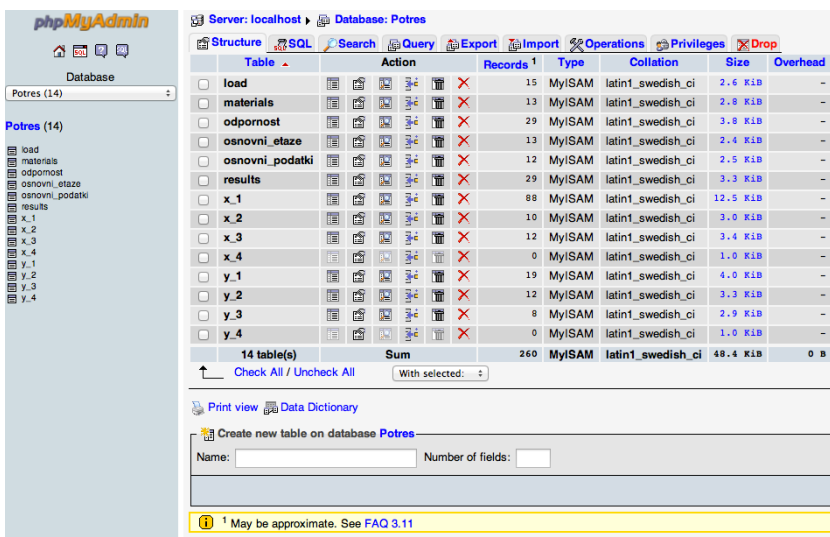 phpMyAdmin
Database
Potres (14)
Potres (14)
load
materials
odpornost
osnovni_etaze
osnovni_podatki
results
x_1
x_2
x_3
x_4
y_1
y_2
y_3
y_4
Server: localhost Database: Potres
Structure SQL Search Query Export Import Operations Privileges Drop
Table Action Records 1 Type Collation Size Overhead
load 15 MyISAM latin1_swedish_ci 2.6 KiB -
materials 13 MyISAM latin1_swedish_ci 2.8 KiB -
odpornost 29 MyISAM latin1_swedish_ci 3.8 KiB -
osnovni_etaze 13 MyISAM latin1_swedish_ci 2.4 KiB -
osnovni_podatki 12 MyISAM latin1_swedish_ci 2.5 KiB -
results 29 MyISAM latin1_swedish_ci 3.3 KiB -
x_1 88 MyISAM latin1_swedish_ci 12.5 KiB -
x_2 10 MyISAM latin1_swedish_ci 3.0 KiB -
x_3 12 MyISAM latin1_swedish_ci 3.4 KiB -
x_4 0 MyISAM latin1_swedish_ci 1.0 KiB -
y_1 19 MyISAM latin1_swedish_ci 4.0 KiB -
y_2 12 MyISAM latin1_swedish_ci 3.3 KiB -
y_3 8 MyISAM latin1_swedish_ci 2.9 KiB -
y_4 0 MyISAM latin1_swedish_ci 1.0 KiB -
14 table(s) Sum 260 MyISAM latin1_swedish_ci 48.4 KiB 0 B
Check All / Uncheck All With selected:
Print view Data Dictionary
Create new table on database Potres
Name: Number of fields:
1 May be approximate. See FAQ 3.11